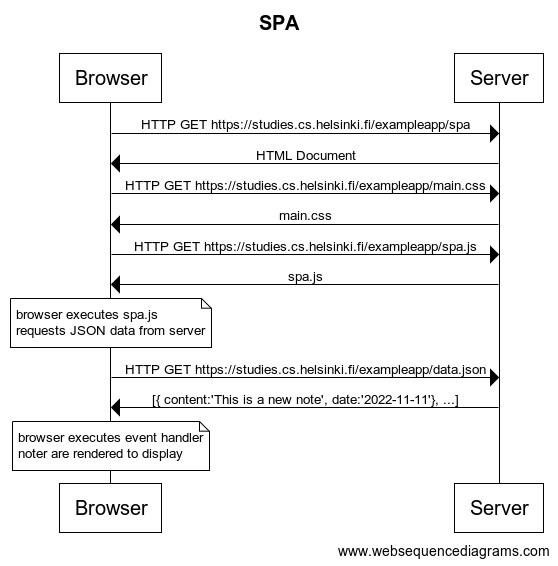 SPA
Browser
Server
HTTP GET https://studies.cs.helsinki.fi/exampleapp/spa
HTML Document
HTTP GET https://studies.cs.helsinki.fi/exampleapp/main.css
main.css
HTTP GET https://studies.cs.helsinki.fi/exampleapp/spa.js
spa.js
browser executes spa.js
requests JSON data from server
HTTP GET https://studies.cs.helsinki.fi/exampleapp/data.json
[{ content:'This is a new note', date:'2022-11-11'}, ...]
browser executes event handler
noter are rendered to display
Browser
Server
www.websequencediagrams.com